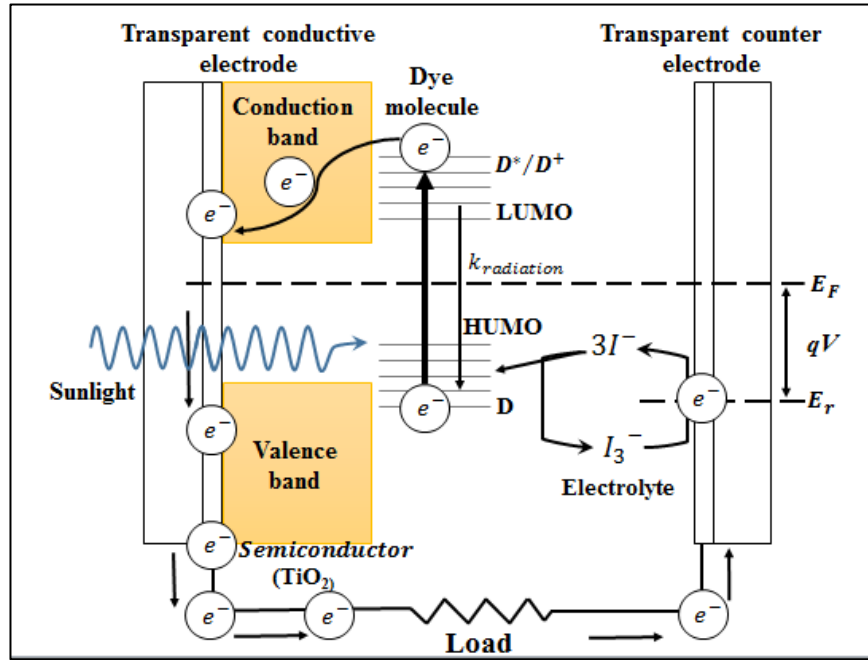 Transparent conductive
electrode
Transparent counter
electrode
Conduction
band
Dye
molecule
e⁻
e⁻
e⁻
D*/D⁺
LUMO
k_radiation
E_F
HUMO
qV
Sunlight
3I⁻
e⁻
e⁻
D
e⁻
E_r
Valence
band
I₃⁻
Electrolyte
e⁻
Semiconductor
(TiO₂)
e⁻
e⁻
e⁻
Load